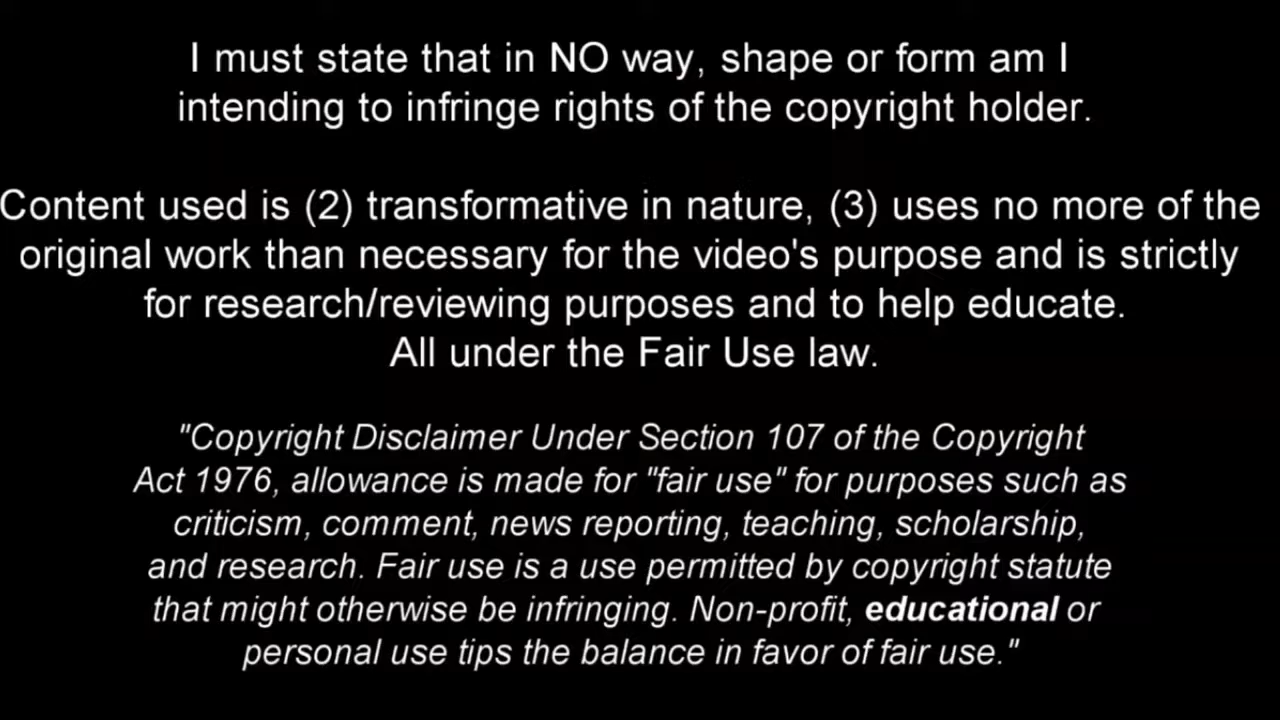 I must state that in NO way, shape or form am I
intending to infringe rights of the copyright holder.
Content used is (2) transformative in nature, (3) uses no more of the
original work than necessary for the video's purpose and is strictly
for research/reviewing purposes and to help educate.
All under the Fair Use law.
"Copyright Disclaimer Under Section 107 of the Copyright
Act 1976, allowance is made for "fair use" for purposes such as
criticism, comment, news reporting, teaching, scholarship,
and research. Fair use is a use permitted by copyright statute
that might otherwise be infringing. Non-profit, educational or
personal use tips the balance in favor of fair use."